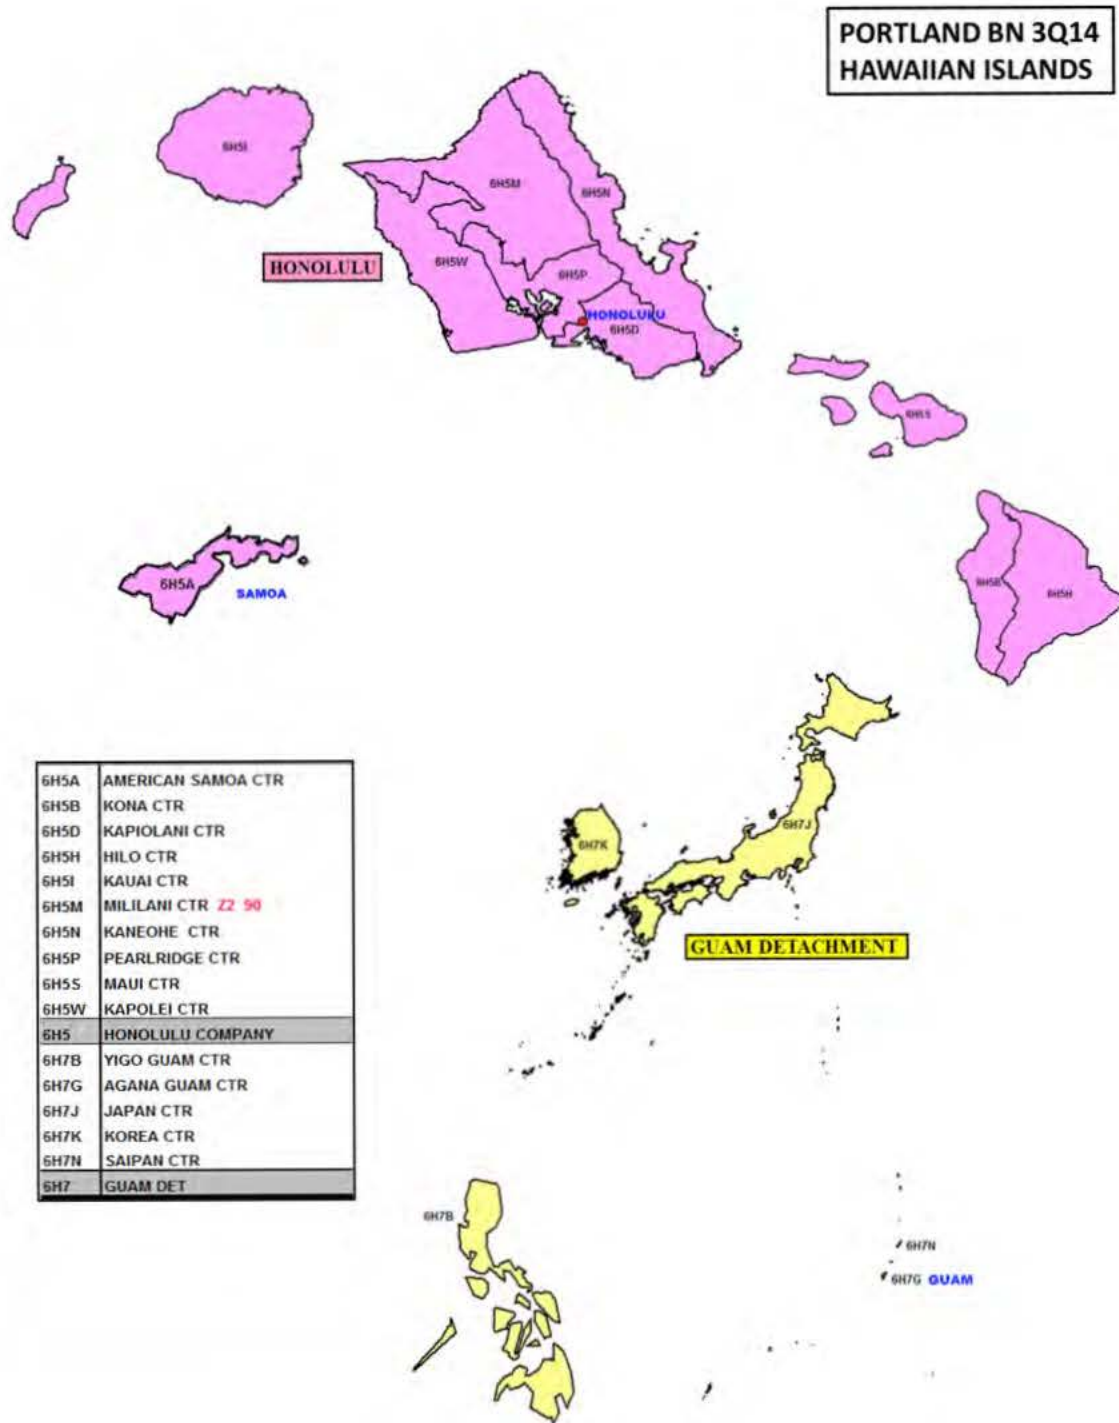 PORTLAND BN 3Q14
HAWAIIAN ISLANDS
6H5I
6H5M
6H5N
HONOLULU
6H5W
6H5P
HONOLULU
6H5D
6H5S
6H5A
SAMOA
6H5B
6H5H
6H5A AMERICAN SAMOA CTR
6H5B KONA CTR
6H5D KAPIOLANI CTR
6H5H HILO CTR
6H5I KAUAI CTR
6H5M MILILANI CTR Z2 90
6H5N KANEOHE CTR
6H5P PEARLRIDGE CTR
6H5S MAUI CTR
6H5W KAPOLEI CTR
6H5 HONOLULU COMPANY
6H7B YIGO GUAM CTR
6H7G AGANA GUAM CTR
6H7J JAPAN CTR
6H7K KOREA CTR
6H7N SAIPAN CTR
6H7 GUAM DET
6H7J
6H7K
GUAM DETACHMENT
6H7B
6H7N
6H7G GUAM